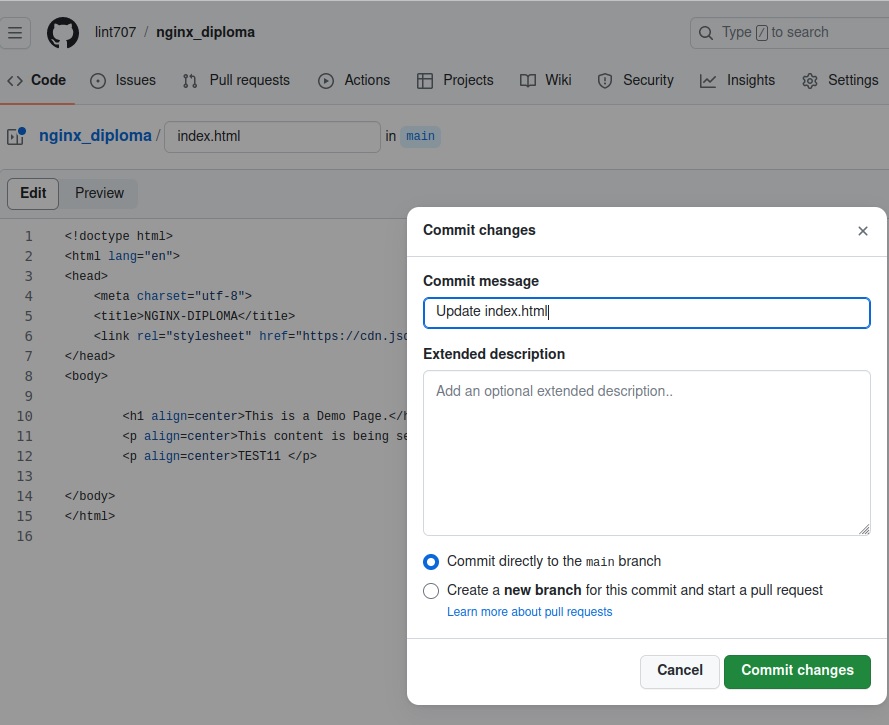 lint707 / nginx_diploma
Type / to search
Code Issues Pull requests Actions Projects Wiki Security Insights Settings
nginx_diploma / index.html in main
Edit Preview
1 <!doctype html>
2 <html lang="en">
3 <head>
4 <meta charset="utf-8">
5 <title>NGINX-DIPLOMA</title>
6 <link rel="stylesheet" href="https://cdn.jsd
7 </head>
8 <body>
9
10 <h1 align=center>This is a Demo Page.</h
11 <p align=center>This content is being se
12 <p align=center>TEST11 </p>
13
14 </body>
15 </html>
16
Commit changes
Commit message
Update index.html
Extended description
Add an optional extended description..
Commit directly to the main branch
Create a new branch for this commit and start a pull request
Learn more about pull requests
Cancel Commit changes